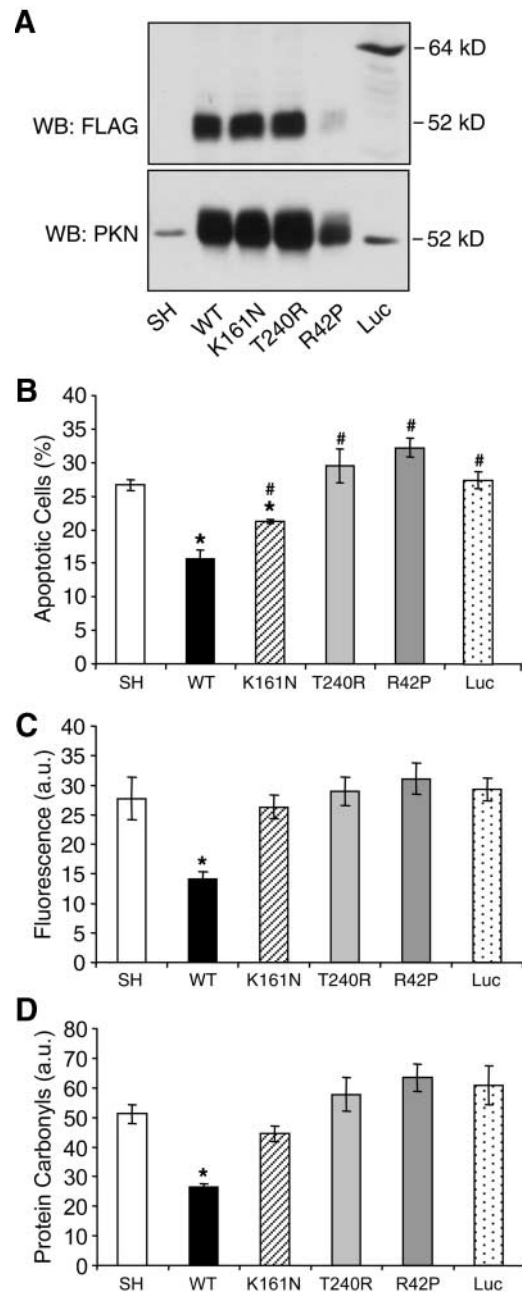 A
64 kD
WB: FLAG
52 kD
WB: PKN
52 kD
SH WT K161N T240R R42P Luc
B
Apoptotic Cells (%)
40
35
30
25
20
15
10
5
0
*
#
*
#
#
#
SH WT K161N T240R R42P Luc
C
Fluorescence (a.u.)
40
35
30
25
20
15
10
5
0
*
SH WT K161N T240R R42P Luc
D
Protein Carbonyls (a.u.)
80
70
60
50
40
30
20
10
0
*
SH WT K161N T240R R42P Luc